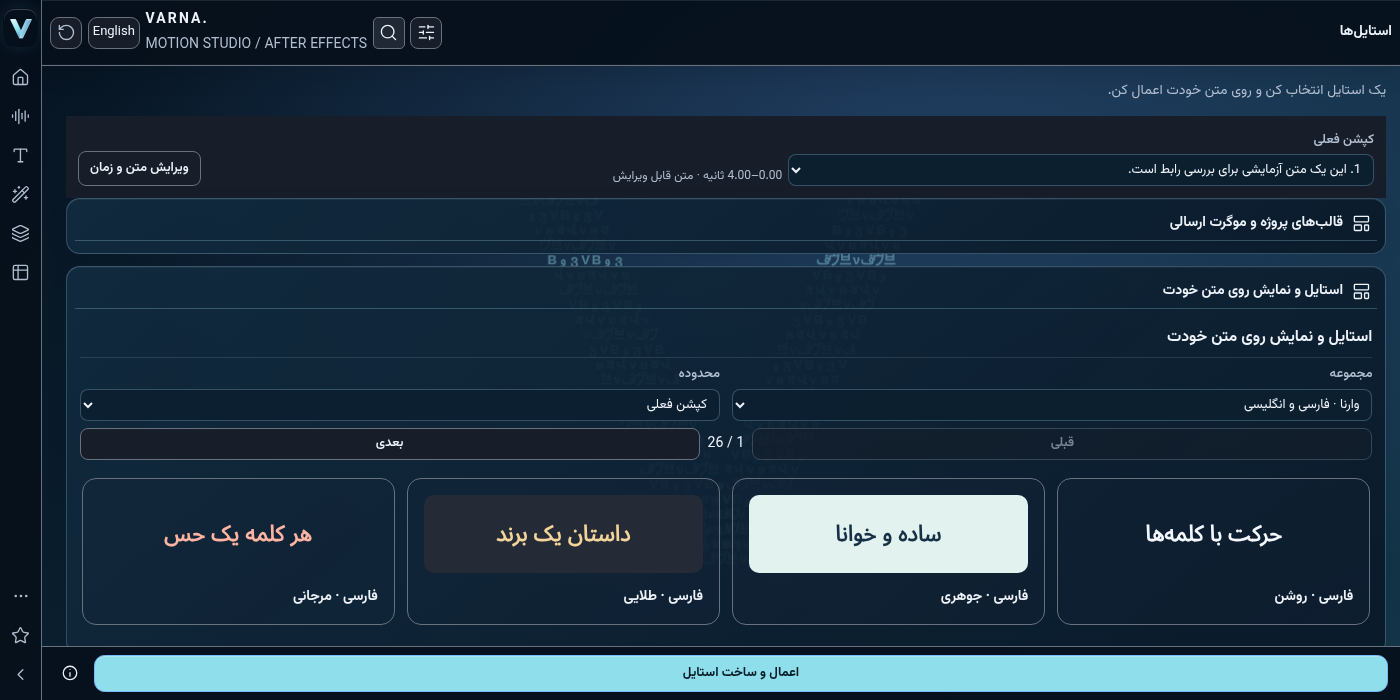 English
VARNA.
MOTION STUDIO / AFTER EFFECTS
استایل‌ها
یک استایل انتخاب کن و روی متن خودت اعمال کن.
کپشن فعلی
1. این یک متن آزمایشی برای بررسی رابط است.
0.00–4.00 ثانیه · متن قابل ویرایش
ویرایش متن و زمان
قالب‌های پروژه و موگرت ارسالی
استایل و نمایش روی متن خودت
استایل و نمایش روی متن خودت
مجموعه
محدوده
وارنا · فارسی و انگلیسی
کپشن فعلی
قبلی
1 / 26
بعدی
حرکت با کلمه‌ها
ساده و خوانا
داستان یک برند
هر کلمه یک حس
فارسی · روشن
فارسی · جوهری
فارسی · طلایی
فارسی · مرجانی
اعمال و ساخت استایل